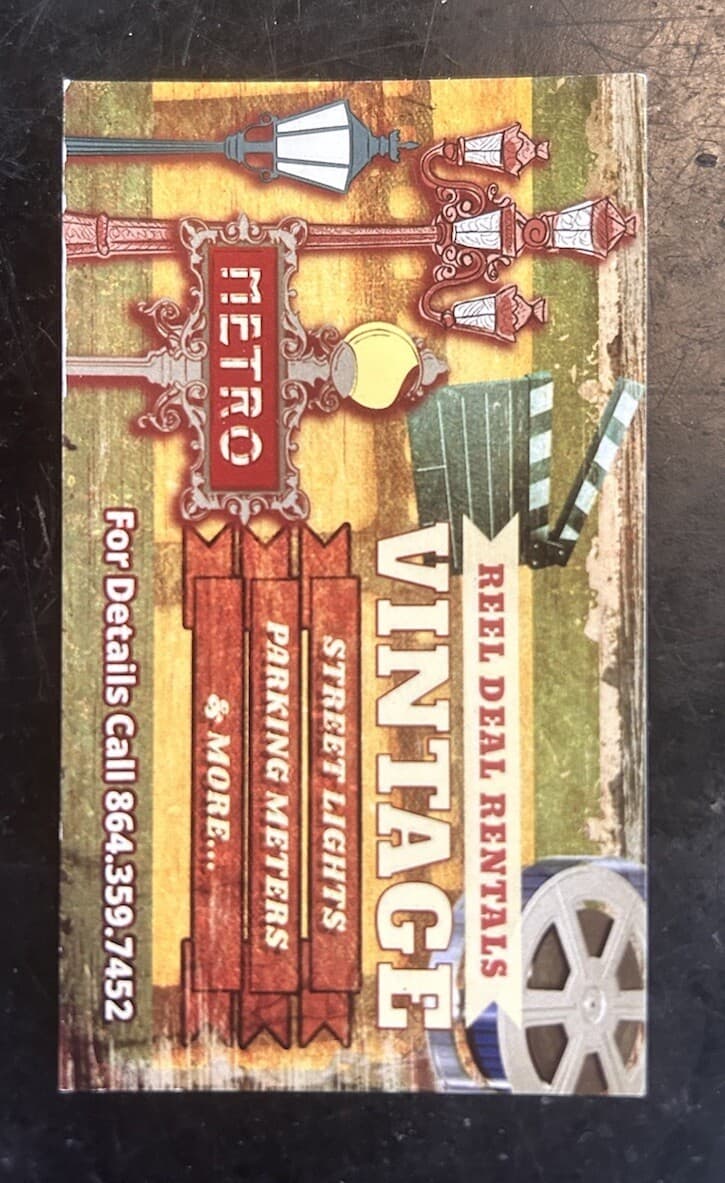 METRO
REEL DEAL RENTALS
VINTAGE
STREET LIGHTS
PARKING METERS
& MORE...
For Details Call 864.359.7452